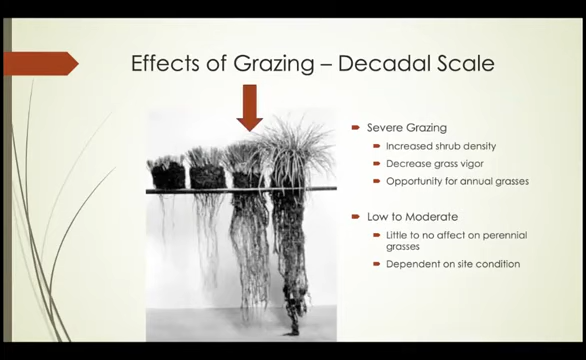 Effects of Grazing – Decadal Scale
Severe Grazing
Increased shrub density
Decrease grass vigor
Opportunity for annual grasses
Low to Moderate
Little to no affect on perennial
grasses
Dependent on site condition